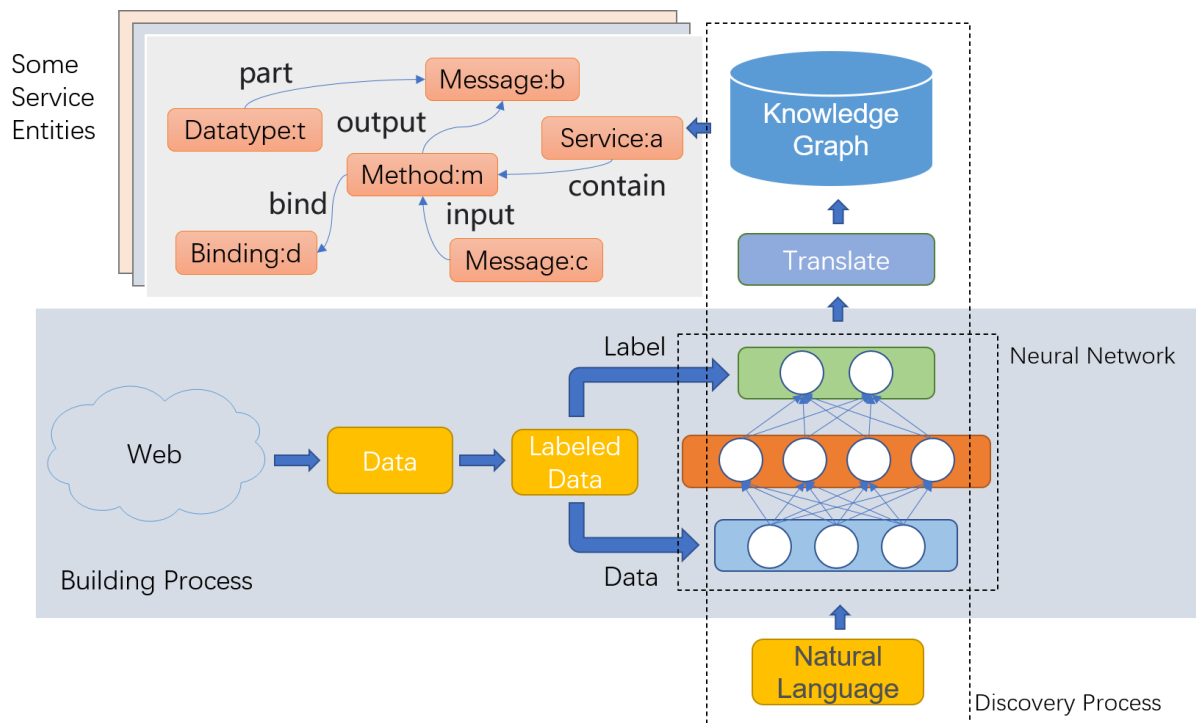 Some
Service
Entities
part
Message:b
Datatype:t
output
Service:a
Method:m
contain
bind
input
Binding:d
Message:c
Knowledge
Graph
Translate
Label
Neural Network
Web
Data
Labeled
Data
Data
Building Process
Natural
Language
Discovery Process